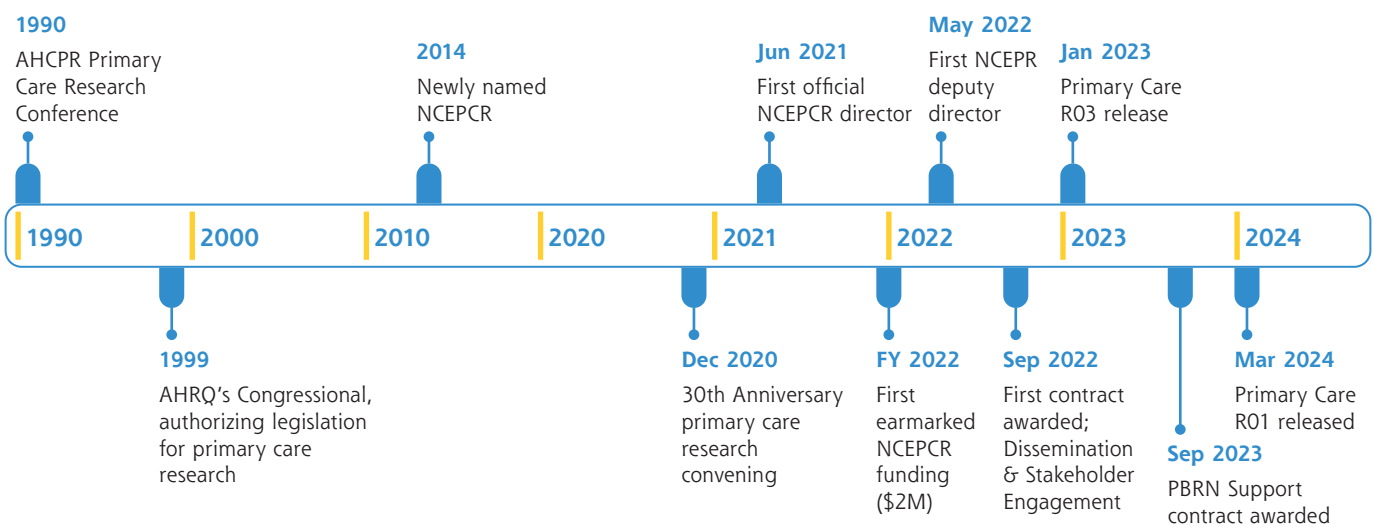 1990
AHCPR Primary
Care Research
Conference
2014
Newly named
NCEPCR
Jun 2021
First official
NCEPCR director
May 2022
First NCEPR
deputy
director
Jan 2023
Primary Care
R03 release
1990
2000
2010
2020
2021
2022
2023
2024
1999
AHRQ's Congressional,
authorizing legislation
for primary care
research
Dec 2020
30th Anniversary
primary care
research
convening
FY 2022
First
earmarked
NCEPCR
funding
($2M)
Sep 2022
First contract
awarded;
Dissemination
& Stakeholder
Engagement
Sep 2023
PBRN Support
contract awarded
Mar 2024
Primary Care
R01 released